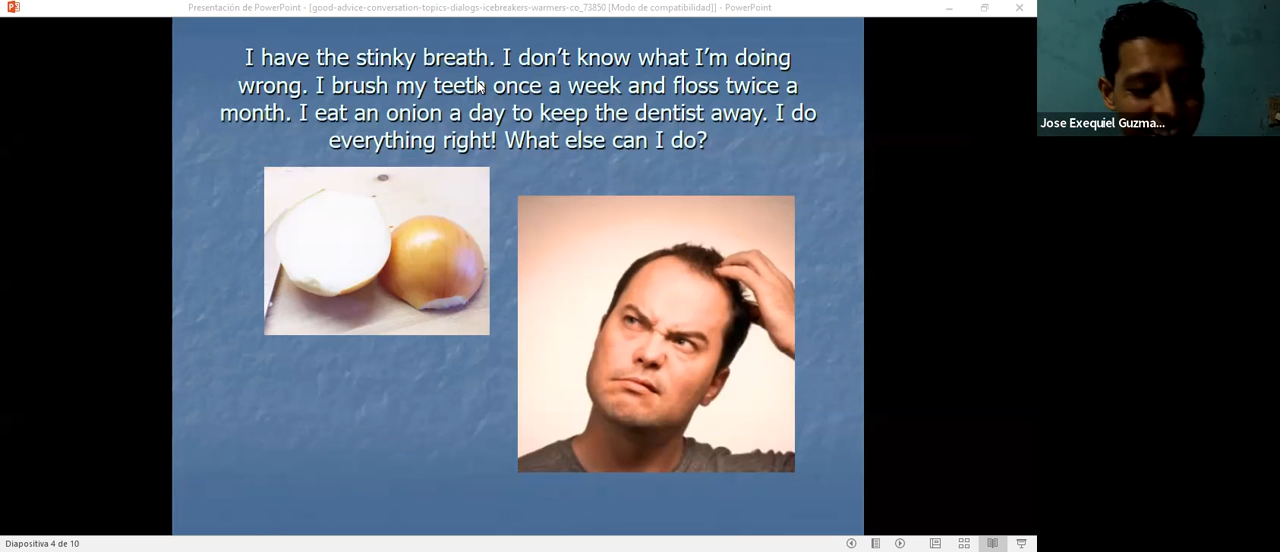 Presentación de PowerPoint - [good-advice-conversation-topics-dialogs-icebreakers-warmers-co_73850 [Modo de compatibilidad]] - PowerPoint
I have the stinky breath. I don't know what I'm doing
wrong. I brush my teeth once a week and floss twice a
month. I eat an onion a day to keep the dentist away. I do
everything right! What else can I do?
Jose Exequiel Guzma...
Diapositiva 4 de 10